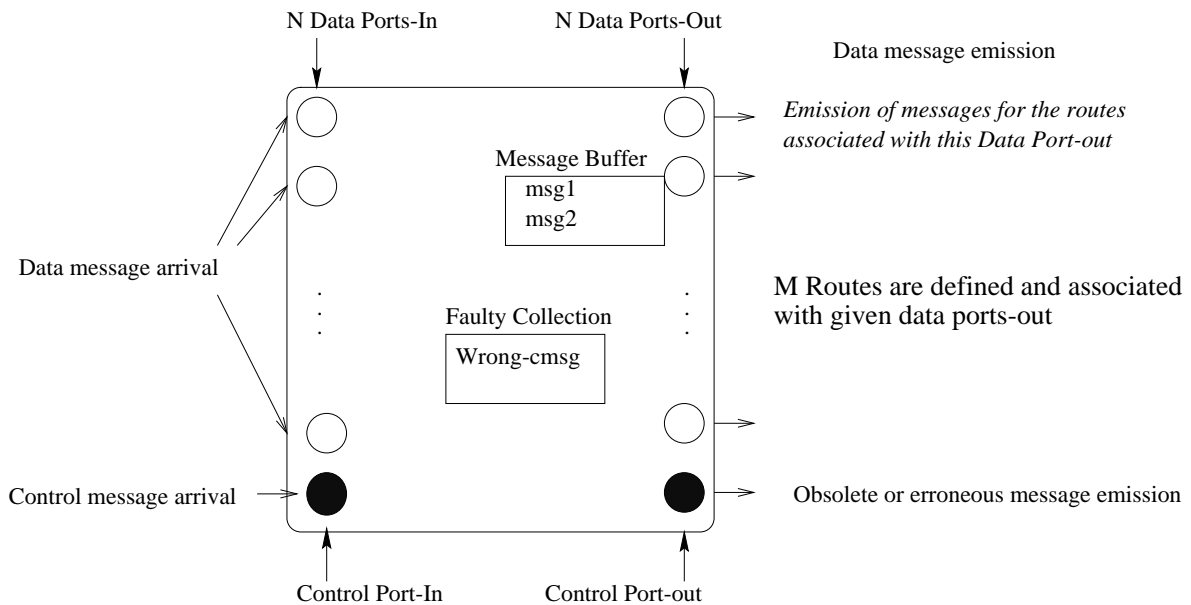 N Data Ports-In
N Data Ports-Out
Data message emission
Emission of messages for the routes
associated with this Data Port-out
Message Buffer
msg1
msg2
Data message arrival
M Routes are defined and associated
with given data ports-out
Faulty Collection
Wrong-cmsg
Control message arrival
Obsolete or erroneous message emission
Control Port-In
Control Port-out